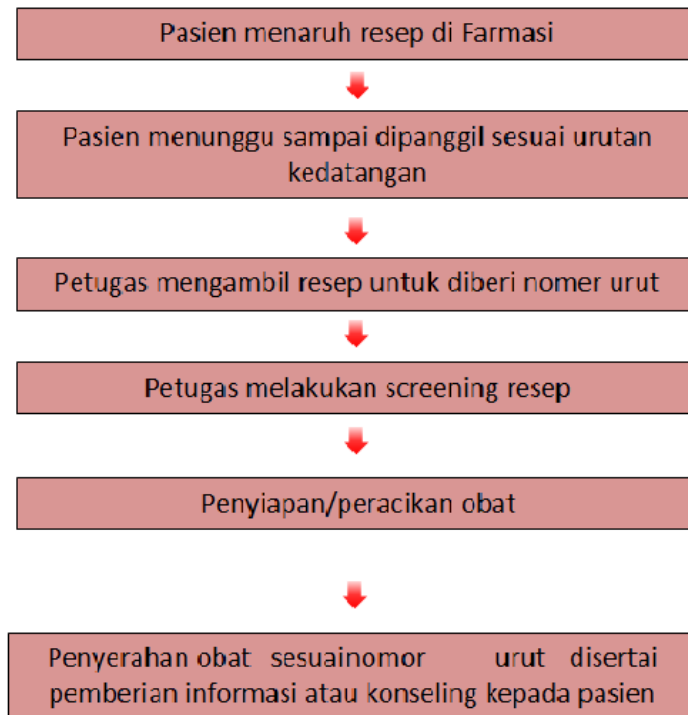 Pasien menaruh resep di Farmasi
Pasien menunggu sampai dipanggil sesuai urutan
kedatangan
Petugas mengambil resep untuk diberi nomer urut
Petugas melakukan screening resep
Penyiapan/peracikan obat
Penyerahan obat sesuainomor urut disertai
pemberian informasi atau konseling kepada pasien